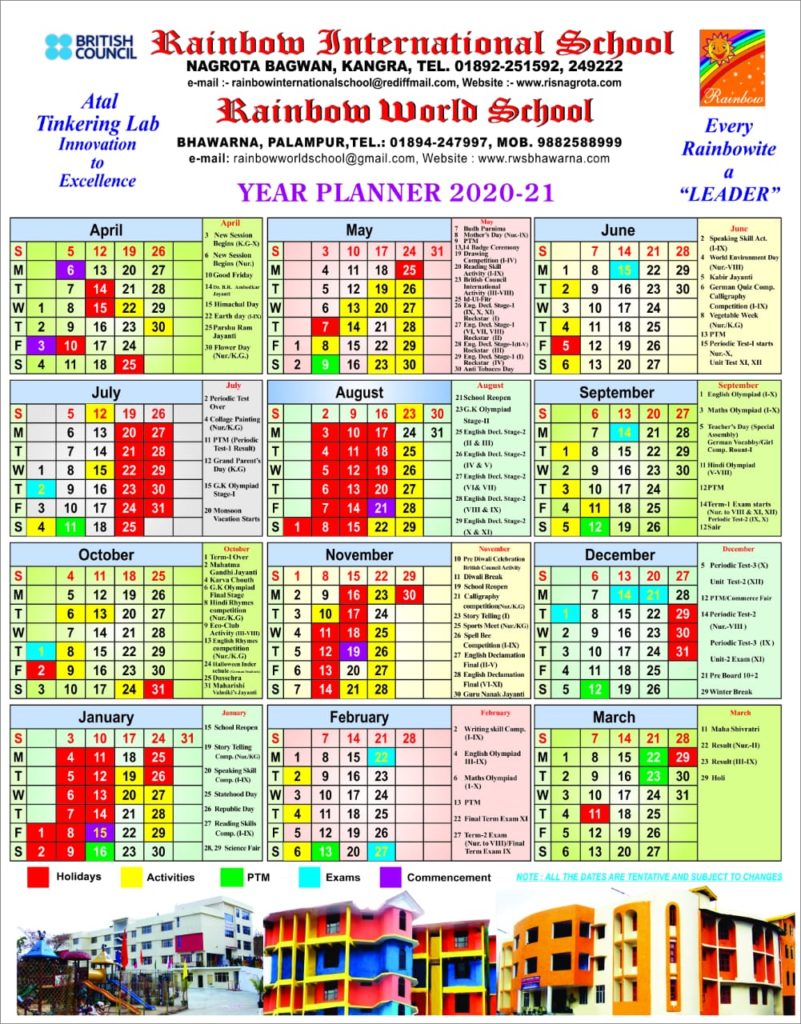 BRITISH
COUNCIL
Rainbow International School
NAGROTA BAGWAN, KANGRA, TEL. 01892-251592, 249222
e-mail :- rainbowinternationalschool@rediffmail.com, Website :- www.risnagrota.com
Rainbow World School
BHAWARNA, PALAMPUR,TEL.: 01894-247997, MOB. 9882588999
e-mail: rainbowworldschool@gmail.com, Website : www.rwsbhawarna.com
Atal
Tinkering Lab
Innovation
to
Excellence
Rainbow
Every
Rainbowite
a
“LEADER”
YEAR PLANNER 2020-21
April
S 5 12 19 26
M 6 13 20 27
T 7 14 21 28
W 1 8 15 22 29
T 2 9 16 23 30
F 3 10 17 24
S 4 11 18 25
April
3 New Session
Begins (K.G-X)
6 New Session
Begins (Nur.)
10 Good Friday
14 Dr. B.R. Ambedkar
Jayanti
15 Himachal Day
22 Earth day (I-IX)
25 Parshu Ram
Jayanti
30 Flower Day
(Nur./K.G.)
May
S 3 10 17 24 31
M 4 11 18 25
T 5 12 19 26
W 6 13 20 27
T 7 14 21 28
F 1 8 15 22 29
S 2 9 16 23 30
May
7 Budh Purnima
8 Mother's Day (Nur.-IX)
9 PTM
13,14 Badge Ceremony
19 Drawing
Competition (I-IV)
20 Reading Skill
Activity (I-IX)
23 British Council
International
Activity (III-VIII)
25 Id-Ul-Fitr
26 Eng. Decl. Stage-1
(IX, X, XI)
Rockstar (I)
27 Eng. Decl. Stage-1
(VI, VII, VIII)
Rockstar (II)
28 Eng. Decl. Stage-1(II-V)
Rockstar (III)
29 Eng. Decl. Stage-1 (I)
Rockstar (IV)
30 Anti Tobaces Day
June
S 7 14 21 28
M 1 8 15 22 29
T 2 9 16 23 30
W 3 10 17 24
T 4 11 18 25
F 5 12 19 26
S 6 13 20 27
June
2 Speaking Skill Act.
(I-IX)
4 World Environment Day
(Nur.-VIII)
5 Kabir Jayanti
6 German Quiz Comp.
Calligraphy
Competition (I-IX)
8 Vegetable Week
(Nur./K.G)
13 PTM
15 Periodic Test-I starts
Nur.-X,
Unit Test XI, XII
July
S 5 12 19 26
M 6 13 20 27
T 7 14 21 28
W 1 8 15 22 29
T 2 9 16 23 30
F 3 10 17 24 31
S 4 11 18 25
July
2 Periodic Test
Over
4 Collage Painting
(Nur./K.G)
11 PTM (Periodic
Test-1 Result)
12 Grand Parent's
Day (K.G)
15 G.K Olympiad
Stage-I
20 Monsoon
Vacation Starts
August
S 2 9 16 23 30
M 3 10 17 24 31
T 4 11 18 25
W 5 12 19 26
T 6 13 20 27
F 7 14 21 28
S 1 8 15 22 29
August
21 School Reopen
23 G.K Olympiad
Stage-II
25 English Decl. Stage-2
(II & III)
26 English Decl. Stage-2
(IV & V)
27 English Decl. Stage-2
(VI& VII)
28 English Decl. Stage-2
(VIII & IX)
29 English Decl. Stage-2
(X & XI)
September
S 6 13 20 27
M 7 14 21 28
T 1 8 15 22 29
W 2 9 16 23 30
T 3 10 17 24
F 4 11 18 25
S 5 12 19 26
September
1 English Olympiad (I-X)
3 Maths Olympiad (I-X)
5 Teacher's Day (Special
Assembly)
German Vocabby/Girl
Comp. Rount-I
11 Hindi Olympiad
(V-VIII)
12PTM
14Term-1 Exam starts
(Nur. to VIII & XI, XII)
Periodic Test-2 (IX, X)
12 Sair
October
S 4 11 18 25
M 5 12 19 26
T 6 13 20 27
W 7 14 21 28
T 1 8 15 22 29
F 2 9 16 23 30
S 3 10 17 24 31
October
1 Term-I Over
2 Mahatma
Gandhi Jayanti
4 Karva Chouth
6 G.K Olympiad
Final Stage
8 Hindi Rhymes
competition
(Nur./K.G)
9 Eco-Club
Activity (III-VIII)
13 English Rhymes
competition
(Nur./K.G)
24 Halloween Inder
25 Dussehra
31 Maharishi
Valmiki's Jayanti
November
S 1 8 15 22 29
M 2 9 16 23 30
T 3 10 17 24
W 4 11 18 25
T 5 12 19 26
F 6 13 20 27
S 7 14 21 28
November
10 Pre Diwali Celebration
British Council Activity
11 Diwali Break
19 School Reopen
21 Calligraphy
competition(Nur./K.G)
23 Story Telling (I)
25 Sports Meet (Nur/KG)
26 Spell Bee
Competition (I-IX)
27 English Declamation
Final (II-V)
28 English Declamation
Final (VI-XI)
30 Guru Nanak Jayanti
December
S 6 13 20 27
M 7 14 21 28
T 1 8 15 22 29
W 2 9 16 23 30
T 3 10 17 24 31
F 4 11 18 25
S 5 12 19 26
December
5 Periodic Test-3 (X)
Unit Test-2 (XII)
12 PTM/Commerce Fair
14 Periodic Test-2
(Nur.-VIII )
Periodic Test-3 (IX )
Unit-2 Exam (XI)
21 Pre Board 10+2
29 Winter Break
January
S 3 10 17 24 31
M 4 11 18 25
T 5 12 19 26
W 6 13 20 27
T 7 14 21 28
F 1 8 15 22 29
S 2 9 16 23 30
January
15 School Reopen
19 Story Telling
Comp. (Nur./KG)
20 Speaking Skill
Comp. (I-IX)
25 Statehood Day
26 Republic Day
27 Reading Skills
Comp. (I-IX)
28, 29 Science Fair
February
S 7 14 21 28
M 1 8 15 22
T 2 9 16 23
W 3 10 17 24
T 4 11 18 25
F 5 12 19 26
S 6 13 20 27
February
2 Writing skill Comp.
(I-IX)
4 English Olympiad
III-IX)
6 Maths Olympiad
(1-X)
13 PTM
22 Final Term Exam XI
27 Term-2 Exam
(Nur. to VIII)/Final
Term Exam IX
March
S 7 14 21 28
M 1 8 15 22 29
T 2 9 16 23 30
W 3 10 17 24 31
T 4 11 18 25
F 5 12 19 26
S 6 13 20 27
March
11 Maha Shivratri
22 Result (Nur.-II)
23 Result (III-IX)
29 Holi
Holidays Activities PTM Exams Commencement
NOTE : ALL THE DATES ARE TENTATIVE AND SUBJECT TO CHANGES